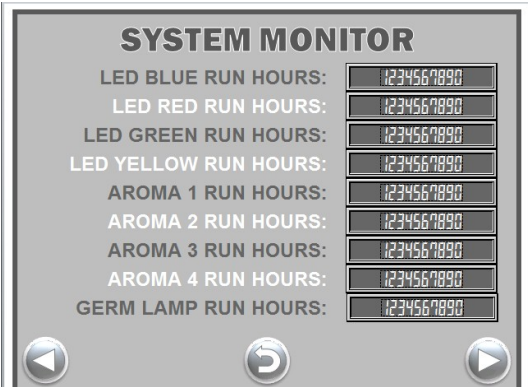 SYSTEM MONITOR
LED BLUE RUN HOURS: 1234567890
LED RED RUN HOURS: 1234567890
LED GREEN RUN HOURS: 1234567890
LED YELLOW RUN HOURS: 1234567890
AROMA 1 RUN HOURS: 1234567890
AROMA 2 RUN HOURS: 1234567890
AROMA 3 RUN HOURS: 1234567890
AROMA 4 RUN HOURS: 1234567890
GERM LAMP RUN HOURS: 1234567890